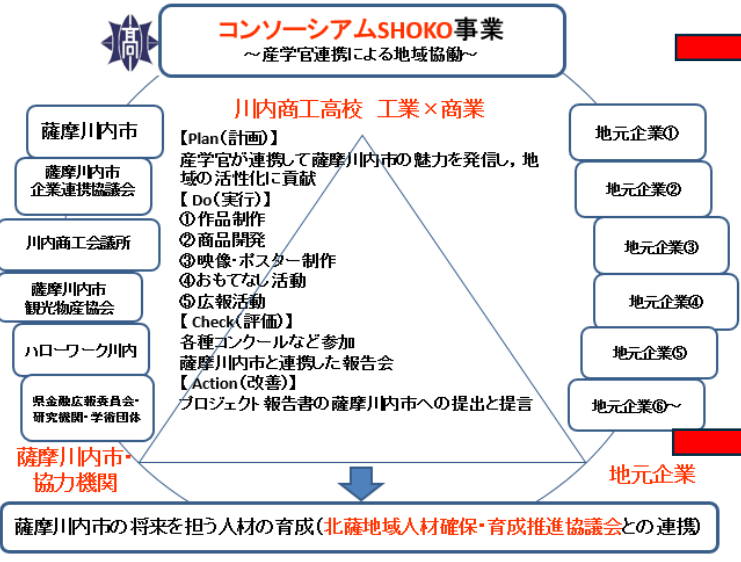 高
コンソーシアムSHOKO事業
~産学官連携による地域協働~
川内商工高校 工業×商業
薩摩川内市
薩摩川内市
企業連携協議会
川内商工会議所
薩摩川内市
観光物産協会
ハローワーク川内
県金融広報委員会・
研究機関・学術団体
薩摩川内市・
協力機関
【Plan(計画)】
産学官が連携して薩摩川内市の魅力を発信し,地
域の活性化に貢献
【Do(実行)】
①作品制作
②商品開発
③映像・ポスター制作
④おもてなし活動
⑤広報活動
【Check(評価)】
各種コンクールなど参加
薩摩川内市と連携した報告会
【Action(改善)】
プロジェクト報告書の薩摩川内市への提出と提言
地元企業①
地元企業②
地元企業③
地元企業④
地元企業⑤
地元企業⑥~
地元企業
薩摩川内市の将来を担う人材の育成(北薩地域人材確保・育成推進協議会との連携)